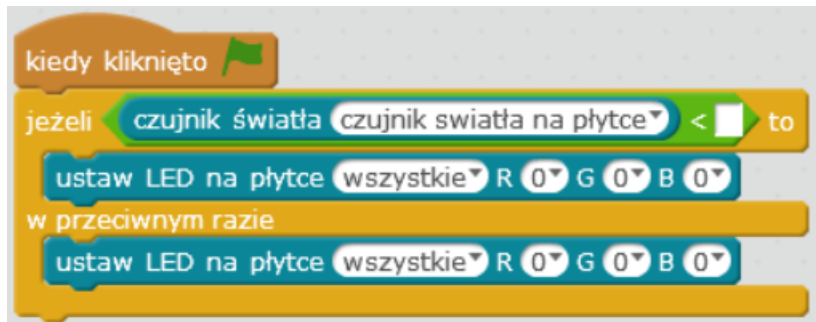 kiedy kliknięto
jeżeli czujnik światła czujnik swiatła na płytce < to
ustaw LED na płytce wszystkie R 0 G 0 B 0
w przeciwnym razie
ustaw LED na płytce wszystkie R 0 G 0 B 0